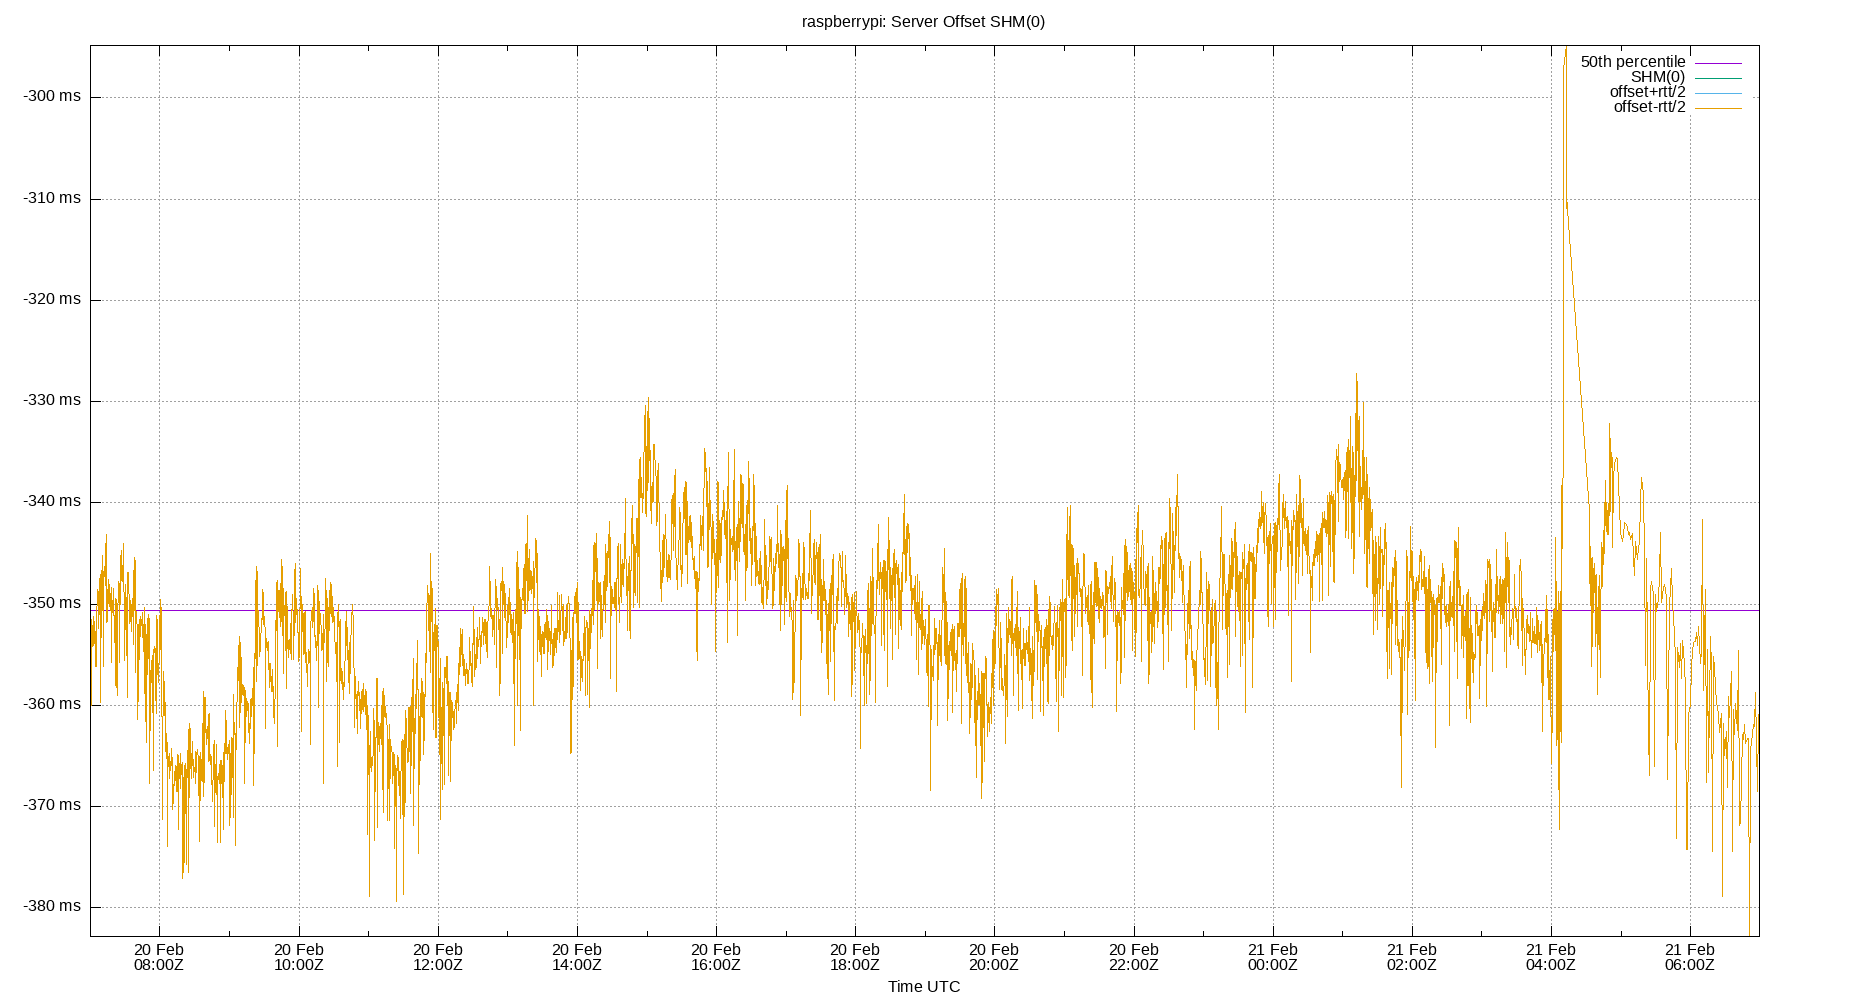 raspberrypi: Server Offset SHM(0)
50th percentile
SHM(0)
offset+rtt/2
offset-rtt/2
-300 ms
-310 ms
-320 ms
-330 ms
-340 ms
-350 ms
-360 ms
-370 ms
-380 ms
20 Feb 20 Feb 20 Feb 20 Feb 20 Feb 20 Feb 20 Feb 20 Feb 21 Feb 21 Feb 21 Feb 21 Feb
08:00Z 10:00Z 12:00Z 14:00Z 16:00Z 18:00Z 20:00Z 22:00Z 00:00Z 02:00Z 04:00Z 06:00Z
Time UTC